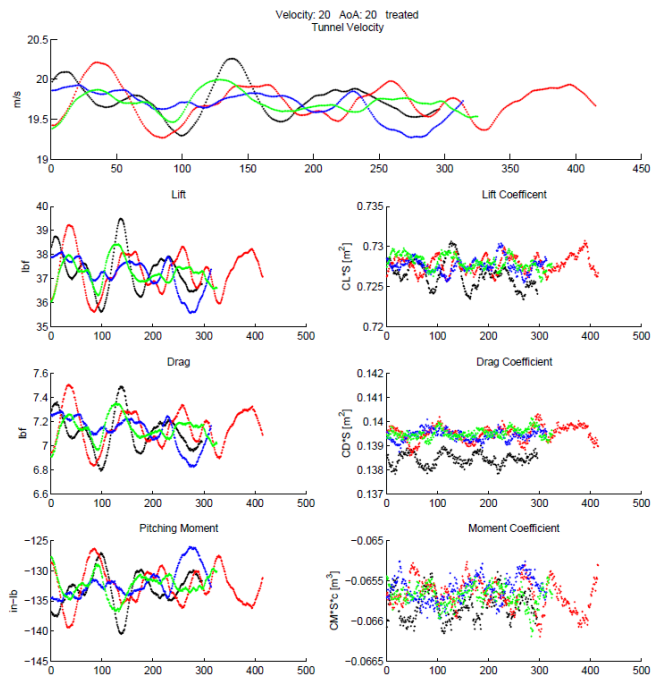 Velocity: 20 AoA: 20 treated
Tunnel Velocity
m/s
20.5
20
19.5
19
0 50 100 150 200 250 300 350 400 450
Lift
lbf
40
39
38
37
36
35
0 100 200 300 400 500
Lift Coefficent
CL*S [m²]
0.735
0.73
0.725
0.72
0 100 200 300 400 500
Drag
lbf
7.6
7.4
7.2
7
6.8
6.6
0 100 200 300 400 500
Drag Coefficient
CD*S [m²]
0.142
0.141
0.14
0.139
0.138
0.137
0 100 200 300 400 500
Pitching Moment
in-lb
−125
−130
−135
−140
−145
0 100 200 300 400 500
Moment Coefficient
CM*S*c [m³]
−0.065
−0.0655
−0.066
−0.0665
0 100 200 300 400 500